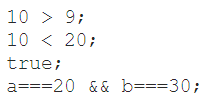 10 > 9;
10 < 20;
true;
a===20 && b===30;